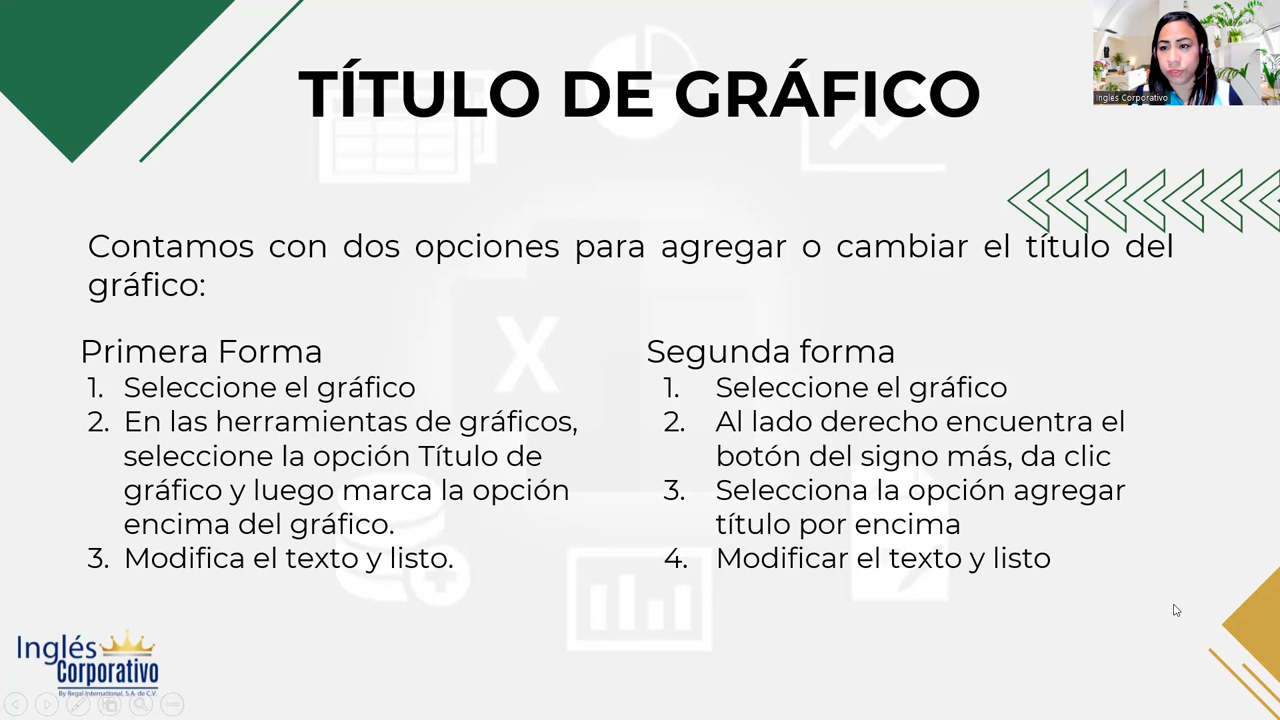 TÍTULO DE GRÁFICO
Inglés Corporativo
Contamos con dos opciones para agregar o cambiar el título del
gráfico:
Primera Forma
1. Seleccione el gráfico
2. En las herramientas de gráficos,
seleccione la opción Título de
gráfico y luego marca la opción
encima del gráfico.
3. Modifica el texto y listo.
Segunda forma
1. Seleccione el gráfico
2. Al lado derecho encuentra el
botón del signo más, da clic
3. Selecciona la opción agregar
título por encima
4. Modificar el texto y listo
X
Inglés
Corporativo
By Regal International, S.A. de C.V.